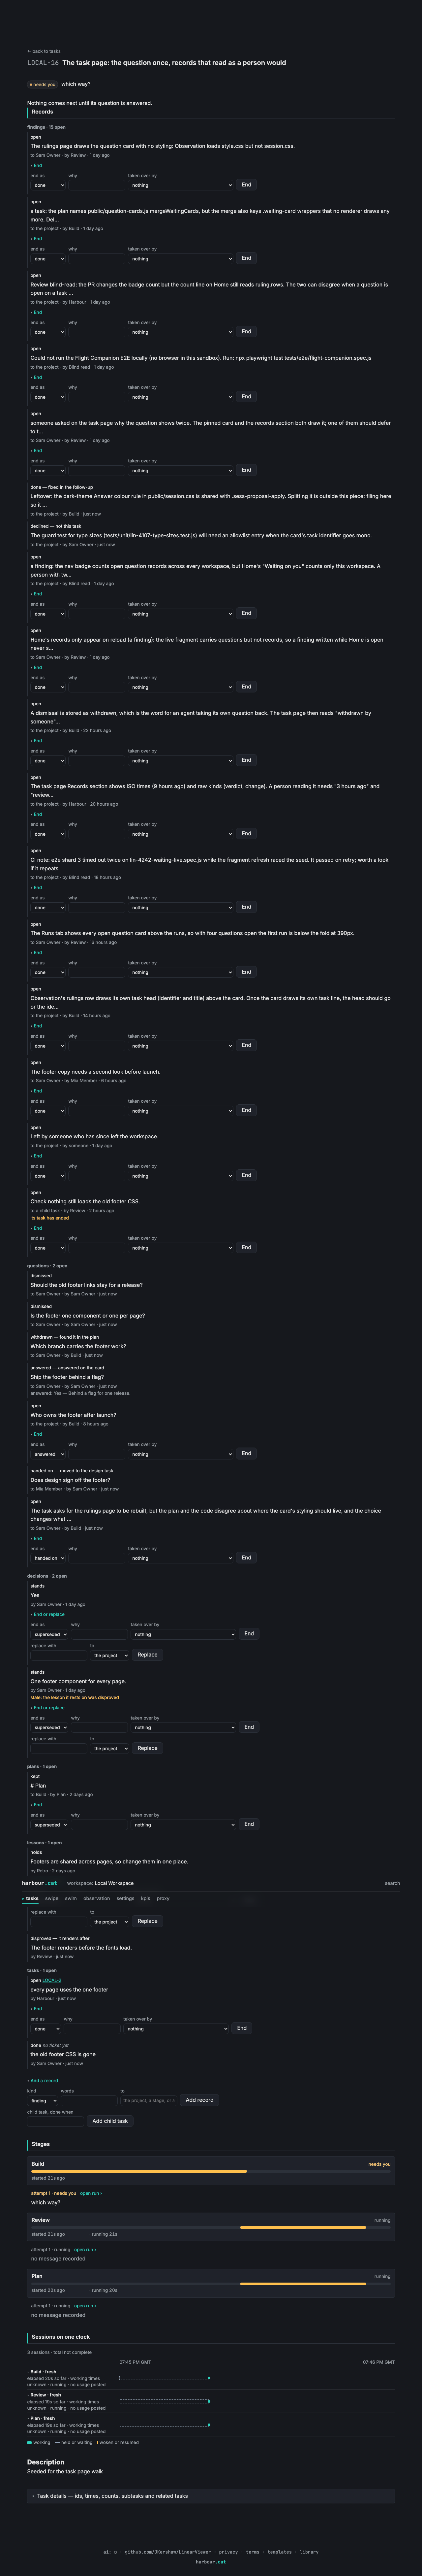 ← back to tasks
LOCAL-16 The task page: the question once, records that read as a person would
needs you which way?
Nothing comes next until its question is answered.
Records
findings · 15 open
open
The rulings page draws the question card with no styling: Observation loads style.css but not session.css.
to Sam Owner · by Review · 1 day ago
End
end as why taken over by
done nothing End
open
a task: the plan names public/question-cards.js mergeWaitingCards, but the merge also keys .waiting-card wrappers that no renderer draws any
more. Del...
to the project · by Build · 1 day ago
End
end as why taken over by
done nothing End
open
Review blind-read: the PR changes the badge count but the count line on Home still reads ruling.rows. The two can disagree when a question is
open on a task ...
to the project · by Harbour · 1 day ago
End
end as why taken over by
done nothing End
open
Could not run the Flight Companion E2E locally (no browser in this sandbox). Run: npx playwright test tests/e2e/flight-companion.spec.js
to the project · by Blind read · 1 day ago
End
end as why taken over by
done nothing End
open
someone asked on the task page why the question shows twice. The pinned card and the records section both draw it; one of them should defer
to t...
to Sam Owner · by Review · 1 day ago
End
end as why taken over by
done nothing End
done — fixed in the follow-up
Leftover: the dark-theme Answer colour rule in public/session.css is shared with .sess-proposal-apply. Splitting it is outside this piece; filing here
so it ...
to the project · by Build · just now
declined — not this task
The guard test for type sizes (tests/unit/lin-4107-type-sizes.test.js) will need an allowlist entry when the card's task identifier goes mono.
to the project · by Sam Owner · just now
open
a finding: the nav badge counts open question records across every workspace, but Home's "Waiting on you" counts only this workspace. A
person with tw...
to the project · by Blind read · 1 day ago
End
end as why taken over by
done nothing End
open
Home's records only appear on reload (a finding): the live fragment carries questions but not records, so a finding written while Home is open
never s...
to the project · by Review · 1 day ago
End
end as why taken over by
done nothing End
open
A dismissal is stored as withdrawn, which is the word for an agent taking its own question back. The task page then reads "withdrawn by
someone"...
to the project · by Build · 22 hours ago
End
end as why taken over by
done nothing End
open
The task page Records section shows ISO times (9 hours ago) and raw kinds (verdict, change). A person reading it needs "3 hours ago" and
"review...
to the project · by Harbour · 20 hours ago
End
end as why taken over by
done nothing End
open
CI note: e2e shard 3 timed out twice on lin-4242-waiting-live.spec.js while the fragment refresh raced the seed. It passed on retry; worth a look
if it repeats.
to the project · by Blind read · 18 hours ago
End
end as why taken over by
done nothing End
open
The Runs tab shows every open question card above the runs, so with four questions open the first run is below the fold at 390px.
to Sam Owner · by Review · 16 hours ago
End
end as why taken over by
done nothing End
open
Observation's rulings row draws its own task head (identifier and title) above the card. Once the card draws its own task line, the head should go
or the ide...
to the project · by Build · 14 hours ago
End
end as why taken over by
done nothing End
open
The footer copy needs a second look before launch.
to Sam Owner · by Mia Member · 6 hours ago
End
end as why taken over by
done nothing End
open
Left by someone who has since left the workspace.
to the project · by someone · 1 day ago
End
end as why taken over by
done nothing End
open
Check nothing still loads the old footer CSS.
to a child task · by Review · 2 hours ago
its task has ended
End
end as why taken over by
done nothing End
questions · 2 open
dismissed
Should the old footer links stay for a release?
to Sam Owner · by Sam Owner · just now
dismissed
Is the footer one component or one per page?
to Sam Owner · by Sam Owner · just now
withdrawn — found it in the plan
Which branch carries the footer work?
to Sam Owner · by Build · just now
answered — answered on the card
Ship the footer behind a flag?
to Sam Owner · by Sam Owner · just now
answered: Yes — Behind a flag for one release.
open
Who owns the footer after launch?
to the project · by Build · 8 hours ago
End
end as why taken over by
answered nothing End
handed on — moved to the design task
Does design sign off the footer?
to Mia Member · by Sam Owner · just now
open
The task asks for the rulings page to be rebuilt, but the plan and the code disagree about where the card's styling should live, and the choice
changes what ...
to Sam Owner · by Build · just now
End
end as why taken over by
handed on nothing End
decisions · 2 open
stands
Yes
by Sam Owner · 1 day ago
End or replace
end as why taken over by
superseded nothing End
replace with to
the project Replace
stands
One footer component for every page.
by Sam Owner · 1 day ago
stale: the lesson it rests on was disproved
End or replace
end as why taken over by
superseded nothing End
replace with to
the project Replace
plans · 1 open
kept
# Plan
to Build · by Plan · 2 days ago
End
end as why taken over by
superseded nothing End
lessons · 1 open
holds
Footers are shared across pages, so change them in one place.
by Retro · 2 days ago
harbour.cat workspace: Local Workspace search
tasks swipe swim observation settings kpis proxy
replace with to
the project Replace
disproved — it renders after
The footer renders before the fonts load.
by Review · just now
tasks · 1 open
open LOCAL-2
every page uses the one footer
by Harbour · just now
End
end as why taken over by
done nothing End
done no ticket yet
the old footer CSS is gone
by Sam Owner · just now
Add a record
kind words to
finding the project, a stage, or a Add record
child task, done when
Add child task
Stages
Build needs you
started 21s ago
attempt 1 · needs you open run ›
which way?
Review running
started 21s ago · running 21s
attempt 1 · running open run ›
no message recorded
Plan running
started 20s ago · running 20s
attempt 1 · running open run ›
no message recorded
Sessions on one clock
3 sessions · total not complete
07:45 PM GMT 07:46 PM GMT
Build · fresh
elapsed 20s so far · working times
unknown · running · no usage posted
Review · fresh
elapsed 19s so far · working times
unknown · running · no usage posted
Plan · fresh
elapsed 19s so far · working times
unknown · running · no usage posted
working held or waiting woken or resumed
Description
Seeded for the task page walk
Task details — ids, times, counts, subtasks and related tasks
ai: ○ · github.com/JKershaw/LinearViewer · privacy · terms · templates · library
harbour.cat